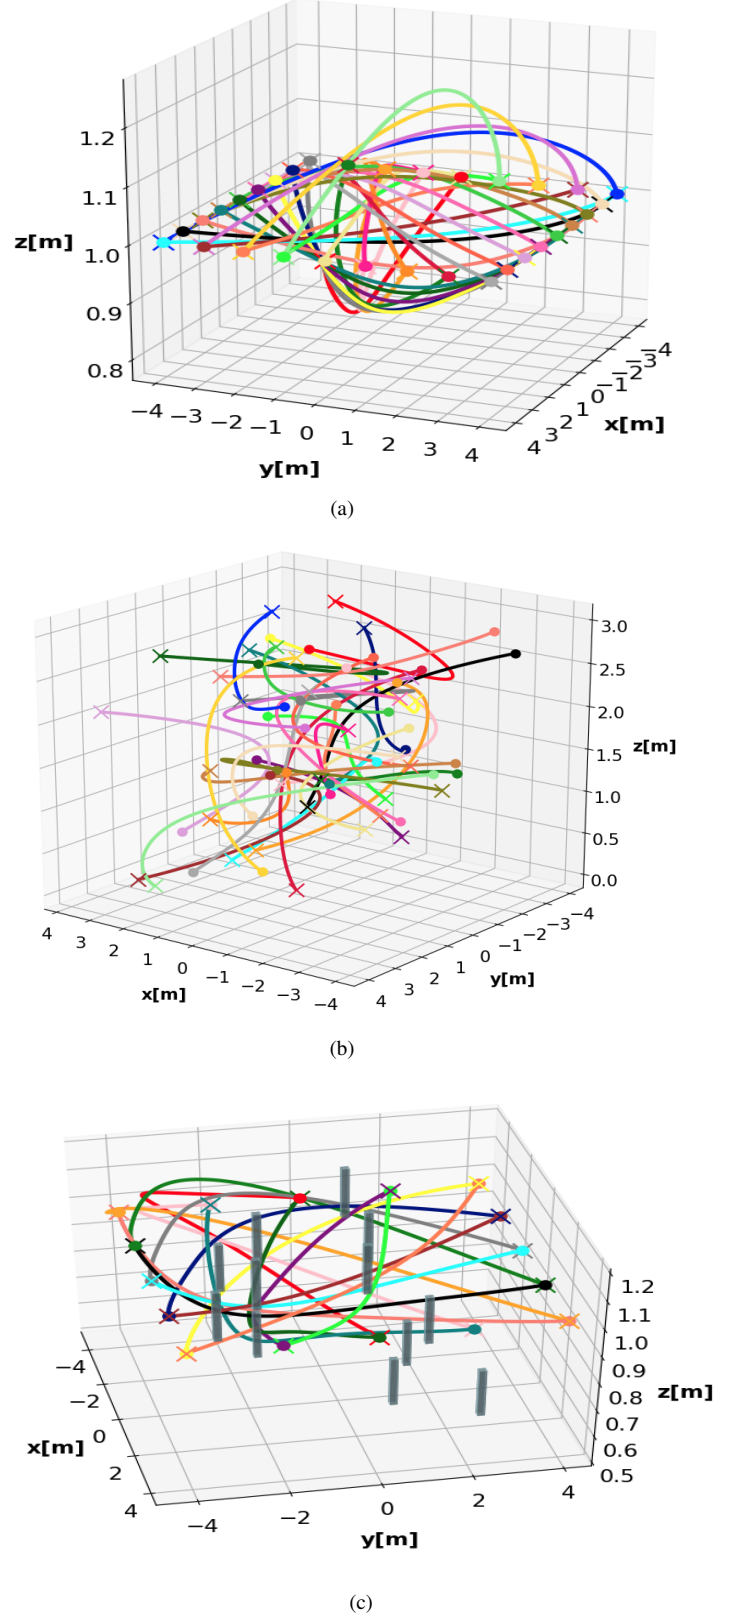 1.2
1.1
z[m] 1.0
0.9
0.8
−4 −3 −2 −1 0 1 2 3 4
y[m]
4 3 2 1 0 −1 −2 −3 −4
x[m]
(a)
3.0
2.5
2.0
z[m]
1.5
1.0
0.5
0.0
4 3 2 1 0 −1 −2 −3 −4
x[m]
4 3 2 1 0 −1 −2 −3 −4
y[m]
(b)
1.2
1.1
1.0
0.9
z[m]
0.8
0.7
0.6
0.5
−4
−2
x[m] 0
2
4
−4 −2 0 2 4
y[m]
(c)